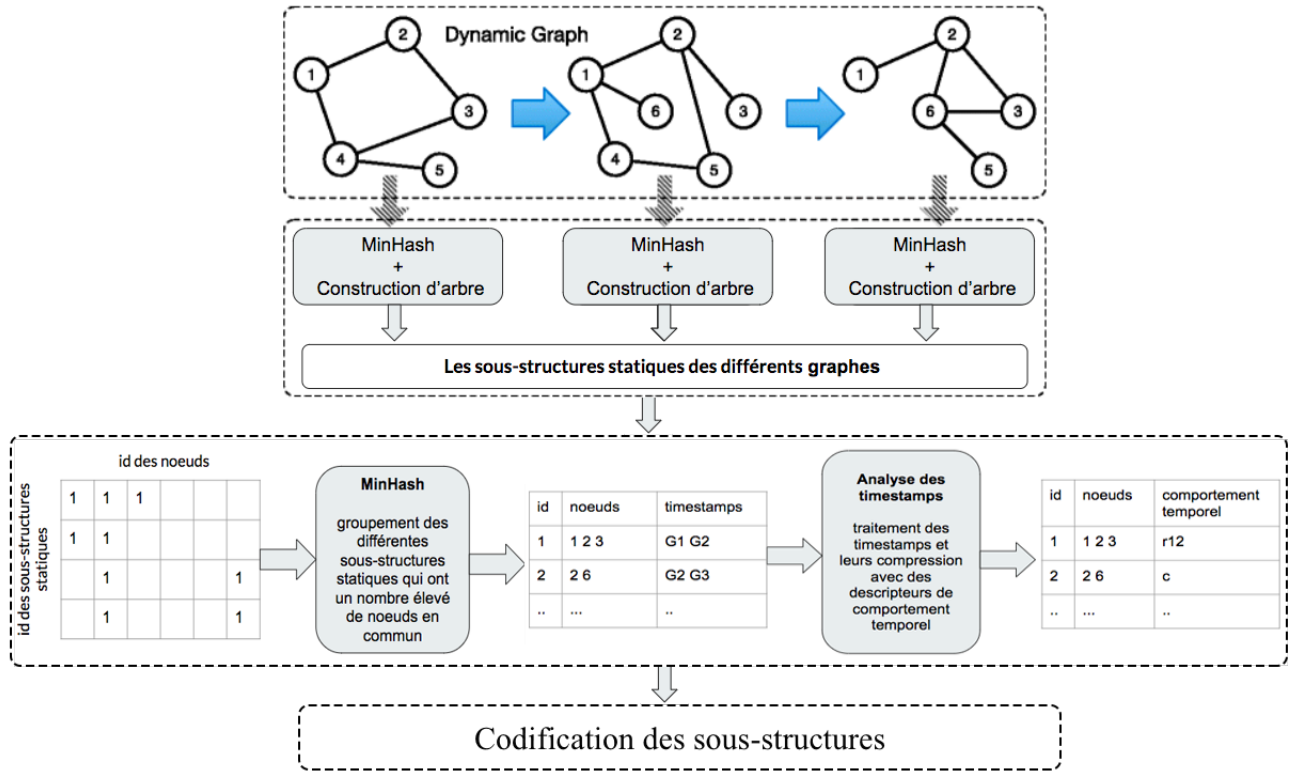 Dynamic Graph
2
1
3
4
5
2
1
6
3
4
5
2
1
6
3
5
MinHash
+
Construction d'arbre
MinHash
+
Construction d'arbre
MinHash
+
Construction d'arbre
Les sous-structures statiques des différents graphes
id des noeuds
id des sous-structures
statiques
1 1 1
1 1
1 1
1 1
MinHash
groupement des
différentes
sous-structures
statiques qui ont
un nombre élevé
de noeuds en
commun
id noeuds timestamps
1 1 2 3 G1 G2
2 2 6 G2 G3
.. ... ..
Analyse des
timestamps
traitement des
timestamps et
leurs compression
avec des
descripteurs de
comportement
temporel
id noeuds comportement
temporel
1 1 2 3 r12
2 2 6 c
.. ... ..
Codification des sous-structures